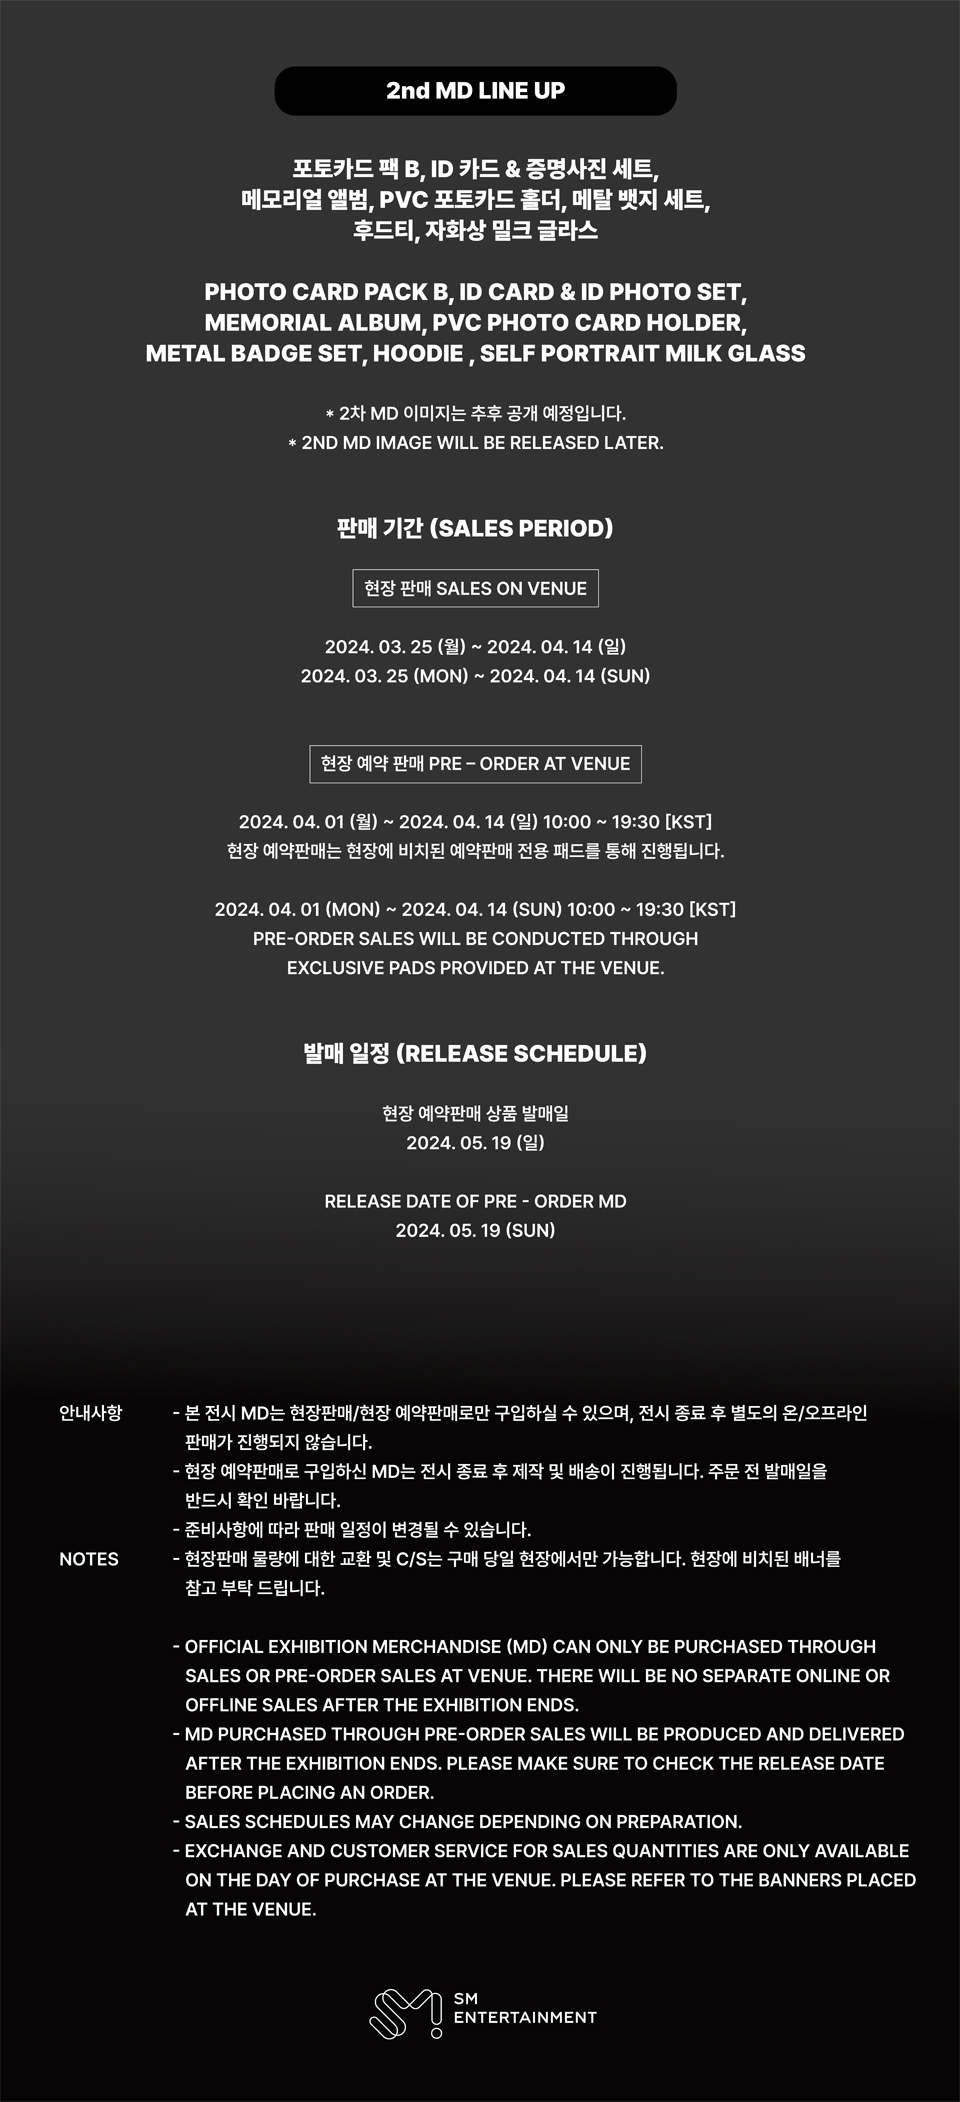 2nd MD LINE UP
포토카드 팩 B, ID 카드 & 증명사진 세트,
메모리얼 앨범, PVC 포토카드 홀더, 메탈 뱃지 세트,
후드티, 자화상 밀크 글라스
PHOTO CARD PACK B, ID CARD & ID PHOTO SET,
MEMORIAL ALBUM, PVC PHOTO CARD HOLDER,
METAL BADGE SET, HOODIE , SELF PORTRAIT MILK GLASS
* 2차 MD 이미지는 추후 공개 예정입니다.
* 2ND MD IMAGE WILL BE RELEASED LATER.
판매 기간 (SALES PERIOD)
현장 판매 SALES ON VENUE
2024. 03. 25 (월) ~ 2024. 04. 14 (일)
2024. 03. 25 (MON) ~ 2024. 04. 14 (SUN)
현장 예약 판매 PRE – ORDER AT VENUE
2024. 04. 01 (월) ~ 2024. 04. 14 (일) 10:00 ~ 19:30 [KST]
현장 예약판매는 현장에 비치된 예약판매 전용 패드를 통해 진행됩니다.
2024. 04. 01 (MON) ~ 2024. 04. 14 (SUN) 10:00 ~ 19:30 [KST]
PRE-ORDER SALES WILL BE CONDUCTED THROUGH
EXCLUSIVE PADS PROVIDED AT THE VENUE.
발매 일정 (RELEASE SCHEDULE)
현장 예약판매 상품 발매일
2024. 05. 19 (일)
RELEASE DATE OF PRE - ORDER MD
2024. 05. 19 (SUN)
안내사항 - 본 전시 MD는 현장판매/현장 예약판매로만 구입하실 수 있으며, 전시 종료 후 별도의 온/오프라인
판매가 진행되지 않습니다.
- 현장 예약판매로 구입하신 MD는 전시 종료 후 제작 및 배송이 진행됩니다. 주문 전 발매일을
반드시 확인 바랍니다.
- 준비사항에 따라 판매 일정이 변경될 수 있습니다.
NOTES - 현장판매 물량에 대한 교환 및 C/S는 구매 당일 현장에서만 가능합니다. 현장에 비치된 배너를
참고 부탁 드립니다.
- OFFICIAL EXHIBITION MERCHANDISE (MD) CAN ONLY BE PURCHASED THROUGH
SALES OR PRE-ORDER SALES AT VENUE. THERE WILL BE NO SEPARATE ONLINE OR
OFFLINE SALES AFTER THE EXHIBITION ENDS.
- MD PURCHASED THROUGH PRE-ORDER SALES WILL BE PRODUCED AND DELIVERED
AFTER THE EXHIBITION ENDS. PLEASE MAKE SURE TO CHECK THE RELEASE DATE
BEFORE PLACING AN ORDER.
- SALES SCHEDULES MAY CHANGE DEPENDING ON PREPARATION.
- EXCHANGE AND CUSTOMER SERVICE FOR SALES QUANTITIES ARE ONLY AVAILABLE
ON THE DAY OF PURCHASE AT THE VENUE. PLEASE REFER TO THE BANNERS PLACED
AT THE VENUE.
SM
ENTERTAINMENT